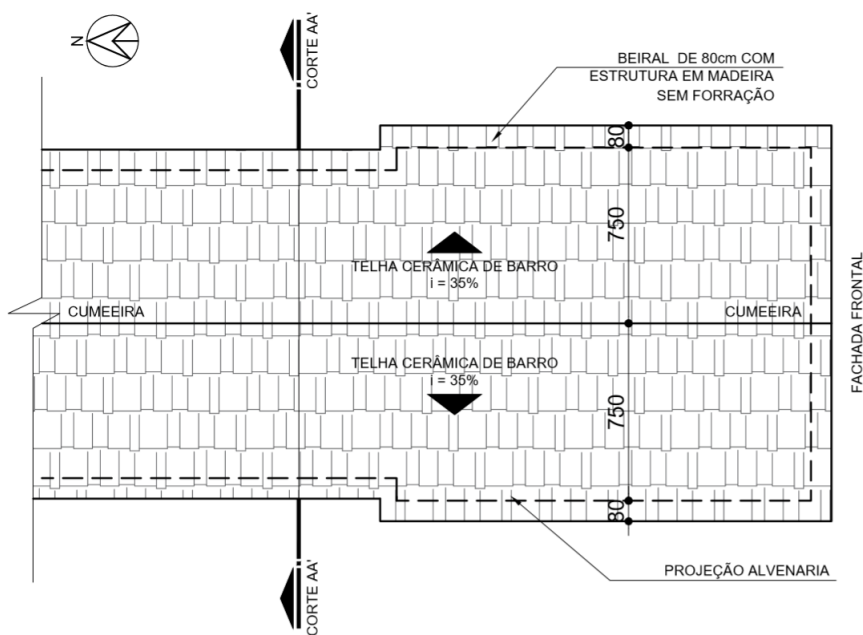 N
CORTE AA'
BEIRAL DE 80cm COM
ESTRUTURA EM MADEIRA
SEM FORRAÇÃO
80
750
TELHA CERÂMICA DE BARRO
i = 35%
CUMEEIRA
CUMEEIRA
FACHADA FRONTAL
TELHA CERÂMICA DE BARRO
i = 35%
750
80
PROJEÇÃO ALVENARIA
CORTE AA'